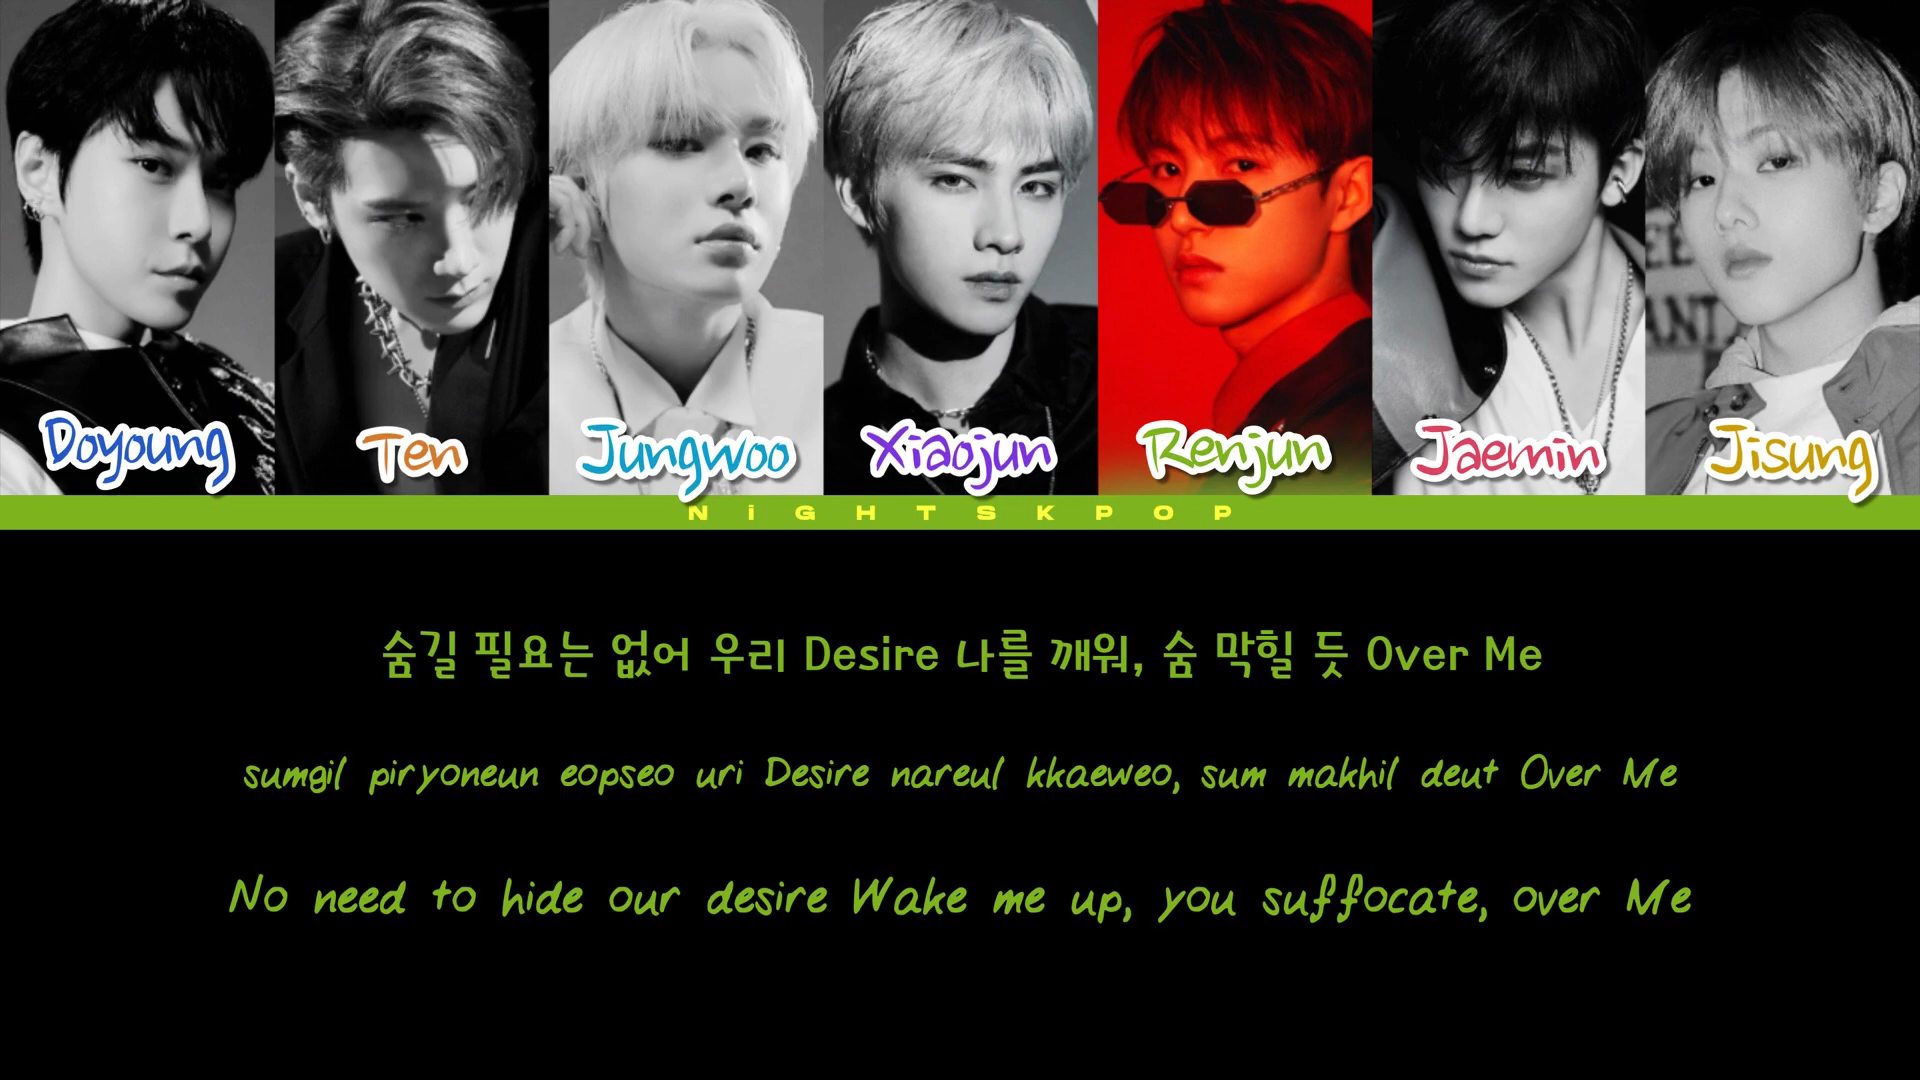 Doyoung Ten Jungwoo Xiaojun Renjun Jaemin Jisung
NiGHTSKPOP
숨길 필요는 없어 우리 Desire 나를 깨워, 숨 막힐 듯 Over Me
sumgil piryoneun eopseo uri Desire nareul kkaeweo, sum makhil deut Over Me
No need to hide our desire Wake me up, you suffocate, over Me